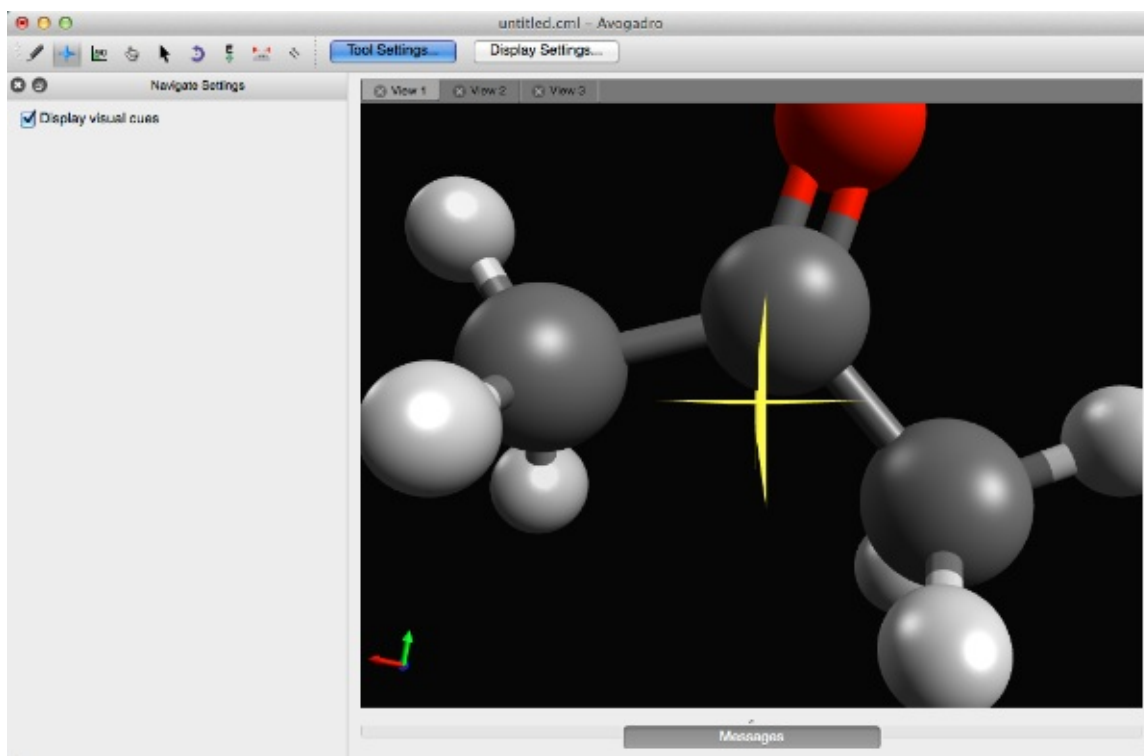 untitled.cml – Avogadro
Tool Settings... Display Settings...
Navigate Settings
View 1 View 2 View 3
Display visual cues
Messages